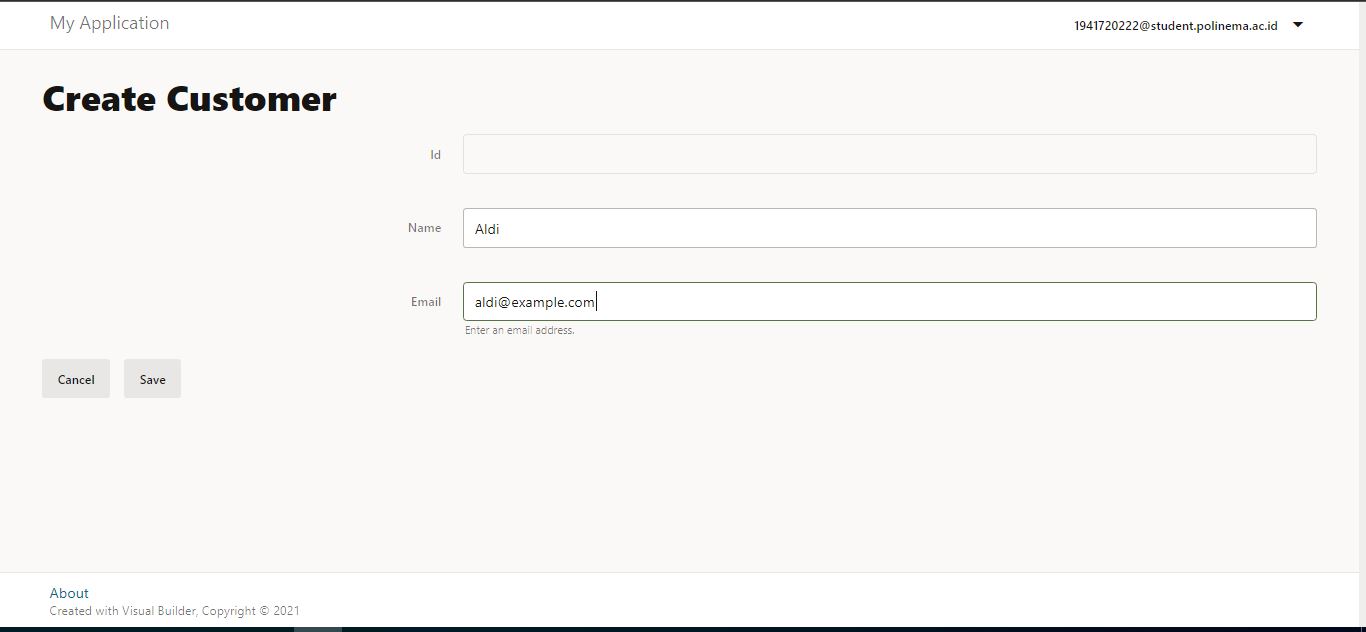 My Application
1941720222@student.polinema.ac.id
Create Customer
Id
Name
Aldi
Email
aldi@example.com
Enter an email address.
Cancel
Save
About
Created with Visual Builder, Copyright © 2021